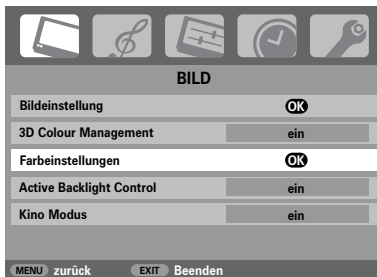 BILD
Bildeinstellung OK
3D Colour Management ein
Farbeinstellungen OK
Active Backlight Control ein
Kino Modus ein
MENU zurück EXIT Beenden